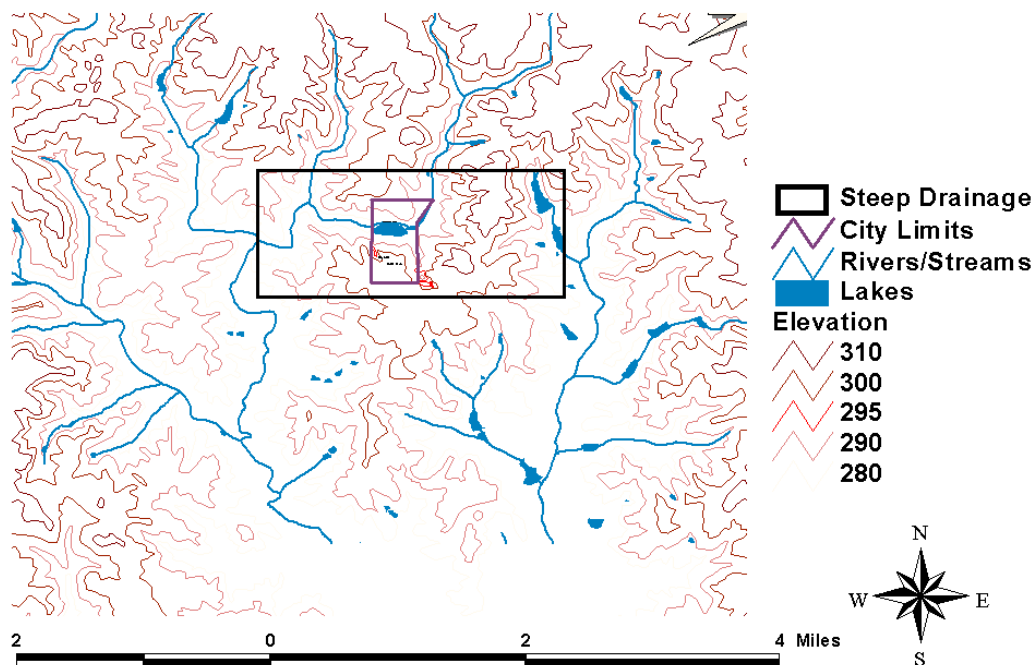 Steep Drainage
City Limits
Rivers/Streams
Lakes
Elevation
310
300
295
290
280
N
W E
S
2 0 2 4 Miles